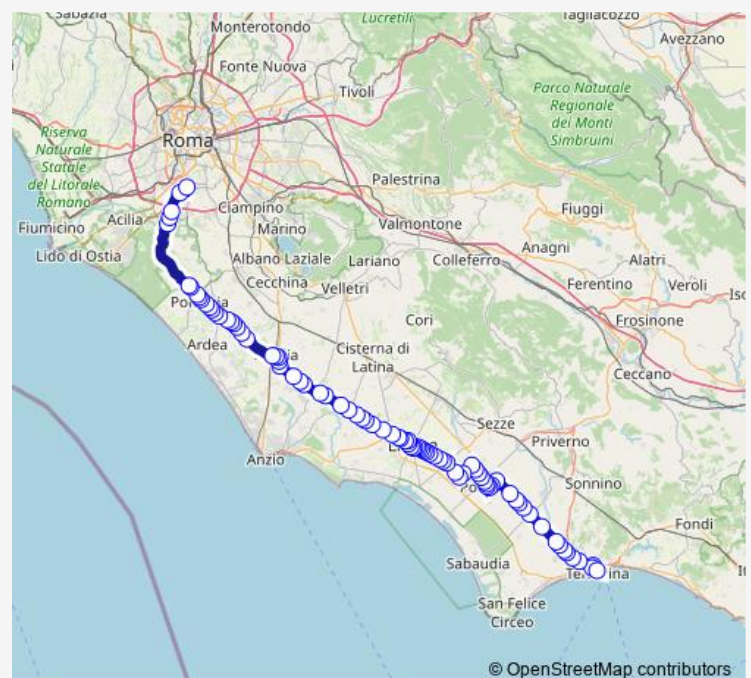 Sabazia
Monterotondo
Lucretili
Tagliacozzo
Avezzano
Fonte Nuova
Tivoli
Parco Naturale
Regionale
dei Monti
Simbruini
Riserva
Naturale
Statale
del Litorale
Romano
Roma
Palestrina
Fiumicino
Acilia
Ciampino
Marino
Valmontone
Fiuggi
Lido di Ostia
Albano Laziale
Lariano
Colleferro
Anagni
Alatri
Cecchina
Velletri
Ferentino
Veroli
Frosinone
Ardea
Cori
Cisterna di
Latina
Ceccano
Sezze
Priverno
Anzio
Sonnino
Fondi
Sabaudia
San Felice
Circeo
© OpenStreetMap contributors